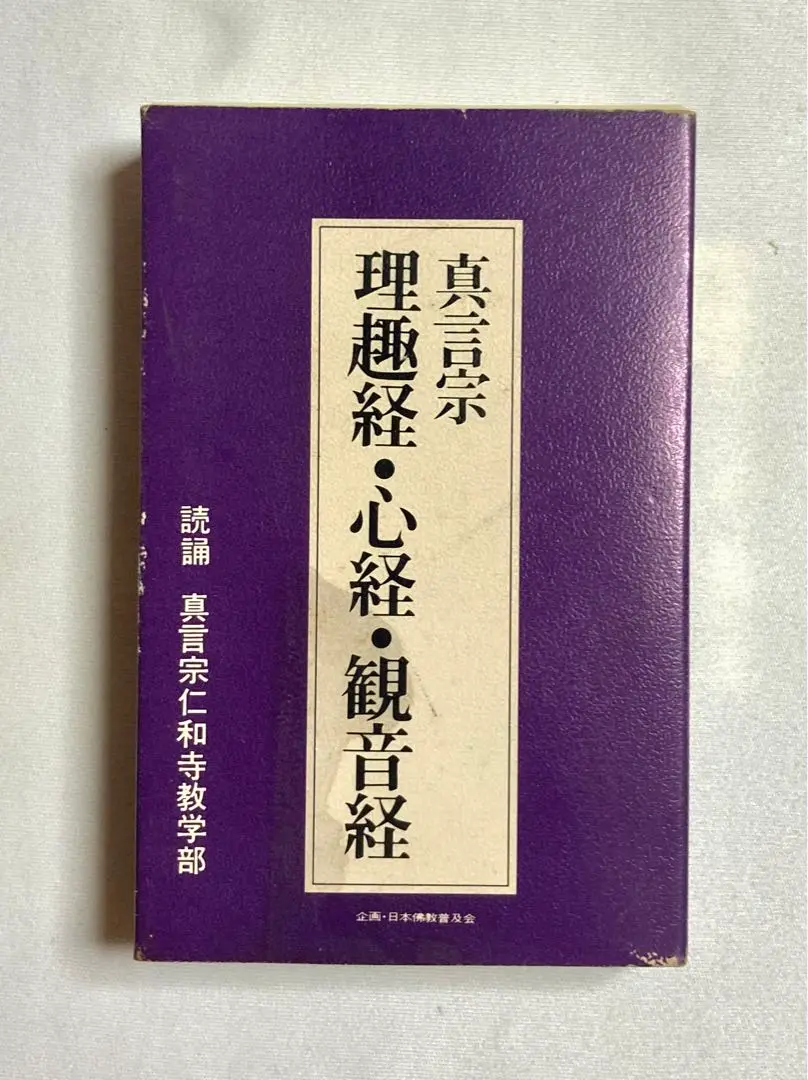 真言宗
理趣経・心経・観音経
読誦 真言宗仁和寺教学部
企画・日本佛教普及会